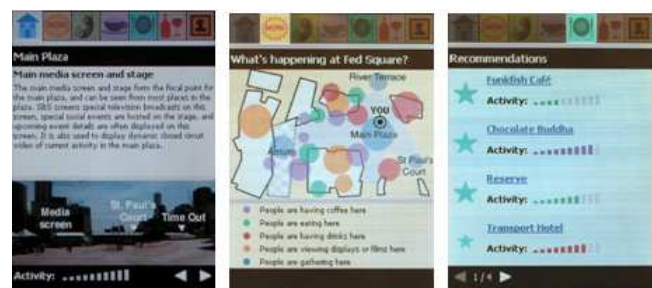 Main Plaza
Main media screen and stage
The main media screen and stage form the focal point for
the main plaza, and can be seen from most places in the
plaza. SBS screens special television broadcasts on this
screen, special social events are hosted on the stage, and
upcoming event details are often displayed on this
screen. It is also used to display dynamic closed circuit
video of current activity in the main plaza.
Media
screen
St. Paul's
Court
Time Out
Activity:
What's happening at Fed Square?
River Terrace
YOU
Main Plaza
Atrium
St Paul's
Court
People are having coffee here
People are eating here
People are having drinks here
People are viewing displays or films here
People are gathering here
Recommendations
Funkfish Café
Activity:
Chocolate Buddha
Activity:
Reserve
Activity:
Transport Hotel
Activity:
1/4